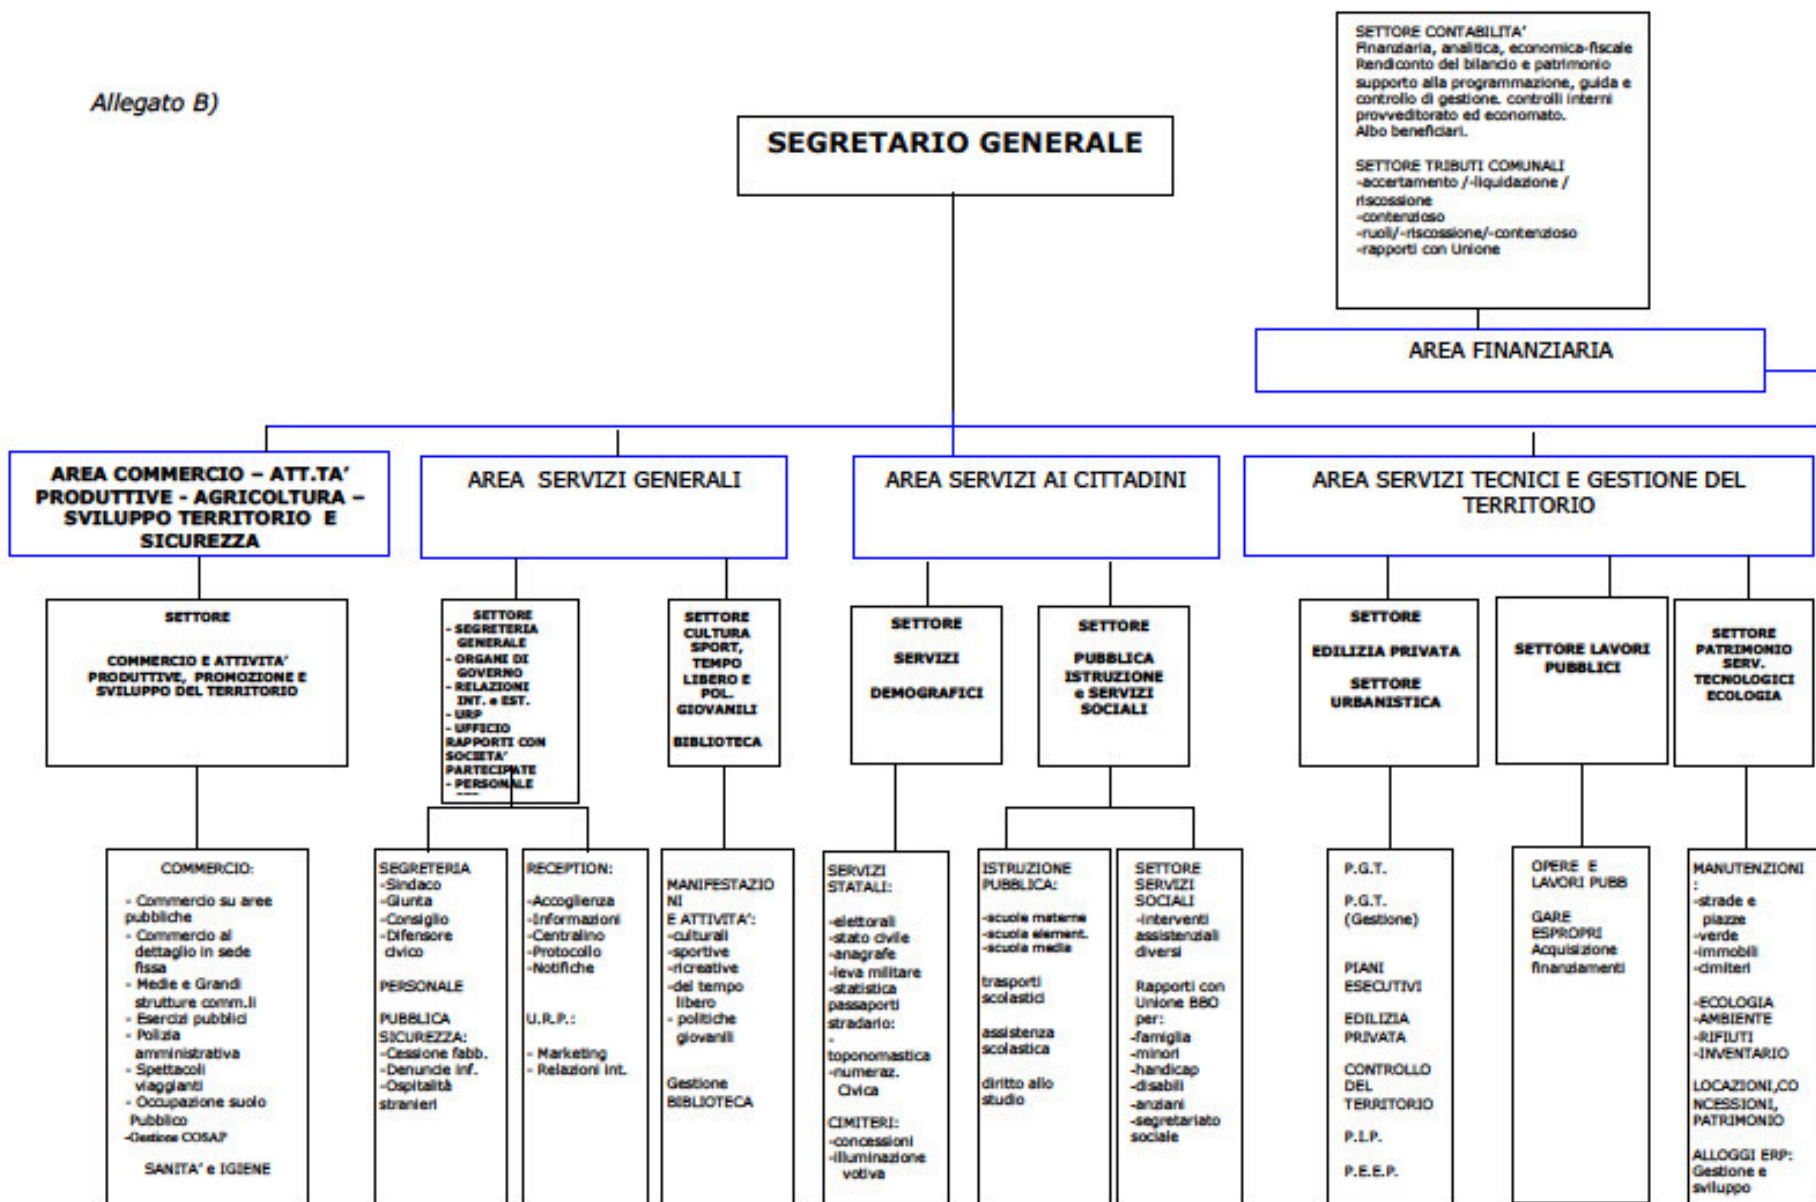 Allegato B)
SEGRETARIO GENERALE
SETTORE CONTABILITA'
Finanziaria, analitica, economica-fiscale
Rendiconto del bilancio e patrimonio
supporto alla programmazione, guida e
controllo di gestione. controlli interni
provveditorato ed economato.
Albo beneficiari.
SETTORE TRIBUTI COMUNALI
-accertamento /-liquidazione /
riscossione
-contenzioso
-ruoli/-riscossione/-contenzioso
-rapporti con Unione
AREA FINANZIARIA
AREA COMMERCIO – ATT.TA'
PRODUTTIVE - AGRICOLTURA –
SVILUPPO TERRITORIO E
SICUREZZA
AREA SERVIZI GENERALI
AREA SERVIZI AI CITTADINI
AREA SERVIZI TECNICI E GESTIONE DEL
TERRITORIO
SETTORE
COMMERCIO E ATTIVITA'
PRODUTTIVE, PROMOZIONE E
SVILUPPO DEL TERRITORIO
SETTORE
- SEGRETERIA
GENERALE
- ORGANI DI
GOVERNO
- RELAZIONI
INT. e EST.
- URP
- UFFICIO
RAPPORTI CON
SOCIETA'
PARTECIPATE
- PERSONALE
SETTORE
CULTURA
SPORT,
TEMPO
LIBERO E
POL.
GIOVANILI
BIBLIOTECA
SETTORE
SERVIZI
DEMOGRAFICI
SETTORE
PUBBLICA
ISTRUZIONE
e SERVIZI
SOCIALI
SETTORE
EDILIZIA PRIVATA
SETTORE
URBANISTICA
SETTORE LAVORI
PUBBLICI
SETTORE
PATRIMONIO
SERV.
TECNOLOGICI
ECOLOGIA
COMMERCIO:
- Commercio su aree
pubbliche
- Commercio al
dettaglio in sede
fissa
- Medie e Grandi
strutture comm.li
- Esercizi pubblici
- Polizia
amministrativa
- Spettacoli
viaggianti
- Occupazione suolo
Pubblico
-Gestione COSAP
SANITA' e IGIENE
SEGRETERIA
-Sindaco
-Giunta
-Consiglio
-Difensore
civico
PERSONALE
PUBBLICA
SICUREZZA:
-Cessione fabb.
-Denuncie inf.
-Ospitalità
stranieri
RECEPTION:
-Accoglienza
-Informazioni
-Centralino
-Protocollo
-Notifiche
U.R.P.:
- Marketing
- Relazioni int.
MANIFESTAZIO
NI
E ATTIVITA':
-culturali
-sportive
-ricreative
-del tempo
libero
- politiche
giovanili
Gestione
BIBLIOTECA
SERVIZI
STATALI:
-elettorali
-stato civile
-anagrafe
-leva militare
-statistica
passaporti
stradario:
-
toponomastica
-numeraz.
Civica
CIMITERI:
-concessioni
-illuminazione
votiva
ISTRUZIONE
PUBBLICA:
-scuole materne
-scuola element.
-scuola media
trasporti
scolastici
assistenza
scolastica
diritto allo
studio
SETTORE
SERVIZI
SOCIALI
-interventi
assistenziali
diversi
Rapporti con
Unione BBO
per:
-famiglia
-minori
-handicap
-disabili
-anziani
-segretariato
sociale
P.G.T.
P.G.T.
(Gestione)
PIANI
ESECUTIVI
EDILIZIA
PRIVATA
CONTROLLO
DEL
TERRITORIO
P.I.P.
P.E.E.P.
OPERE E
LAVORI PUBB
GARE
ESPROPRI
Acquisizione
finanziamenti
MANUTENZIONI
:
-strade e
piazze
-verde
-immobili
-cimiteri
-ECOLOGIA
-AMBIENTE
-RIFIUTI
-INVENTARIO
LOCAZIONI,CO
NCESSIONI,
PATRIMONIO
ALLOGGI ERP:
Gestione e
sviluppo